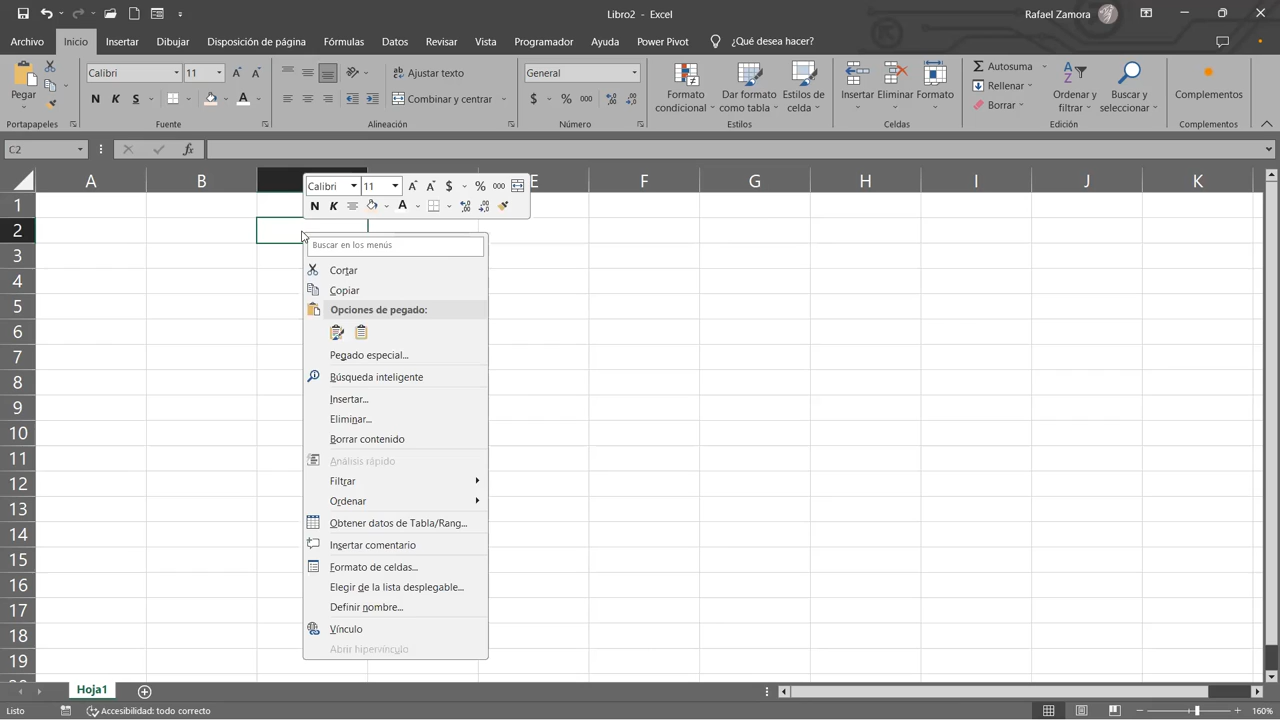 Libro2 - Excel
Rafael Zamora
Archivo Inicio Insertar Dibujar Disposición de página Fórmulas Datos Revisar Vista Programador Ayuda Power Pivot ¿Qué desea hacer?
Pegar
Portapapeles
Calibri 11
N K S
Fuente
Ajustar texto
Combinar y centrar
Alineación
General
$ % 000
Número
Formato condicional
Dar formato como tabla
Estilos de celda
Estilos
Insertar Eliminar Formato
Celdas
Autosuma
Rellenar
Borrar
Ordenar y filtrar
Buscar y seleccionar
Edición
Complementos
Complementos
C2
fx
A B E F G H I J K
Calibri 11 $ % 000
N K A
1
2
3
4
5
6
7
8
9
10
11
12
13
14
15
16
17
18
19
Buscar en los menús
Cortar
Copiar
Opciones de pegado:
Pegado especial...
Búsqueda inteligente
Insertar...
Eliminar...
Borrar contenido
Análisis rápido
Filtrar
Ordenar
Obtener datos de Tabla/Rang...
Insertar comentario
Formato de celdas...
Elegir de la lista desplegable...
Definir nombre...
Vínculo
Abrir hipervínculo
Hoja1
Listo
Accesibilidad: todo correcto
160%